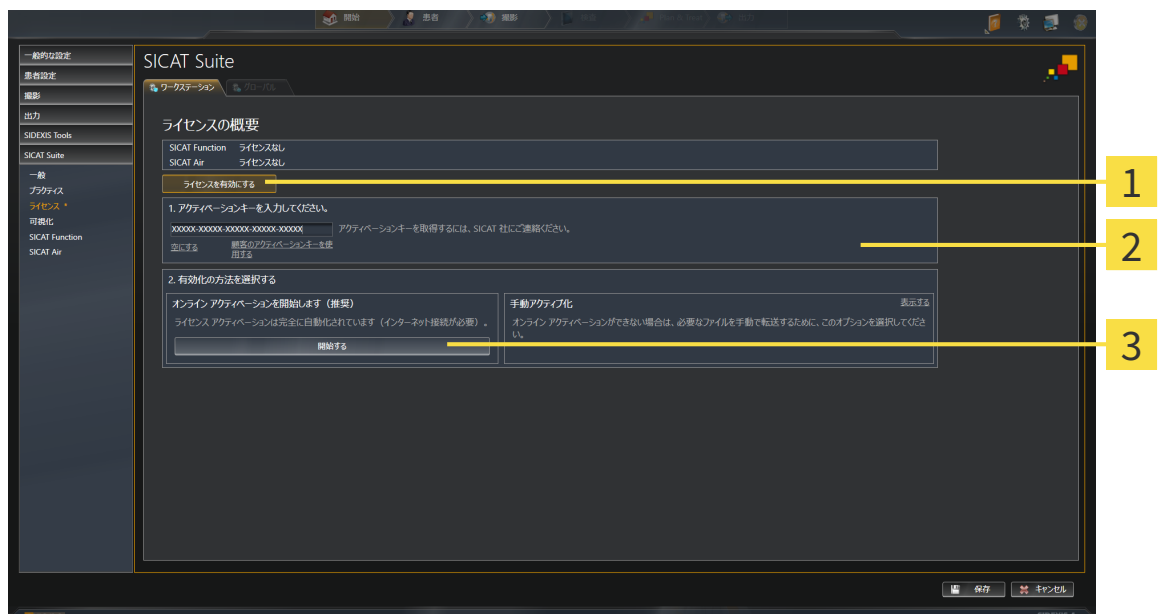 開始
患者
撮影
一般的な設定
患者設定
撮影
出力
SIDEXIS Tools
SICAT Suite
一般
プラクティス
ライセンス *
可視化
SICAT Function
SICAT Air
SICAT Suite
ワークステーション
グローバル
ライセンスの概要
SICAT Function ライセンスなし
SICAT Air ライセンスなし
ライセンスを有効にする
1. アクティベーションキーを入力してください。
XXXXX-XXXXX-XXXXX-XXXXX-XXXXX アクティベーションキーを取得するには、SICAT 社にご連絡ください。
空にする
顧客のアクティベーションキーを使
用する
2. 有効化の方法を選択する
オンライン アクティベーションを開始します（推奨）
ライセンス アクティベーションは完全に自動化されています（インターネット接続が必要）。
開始する
手動アクティブ化
表示する
オンライン アクティベーションができない場合は、必要なファイルを手動で転送するために、このオプションを選択してくださ
い。
保存
キャンセル
1
2
3